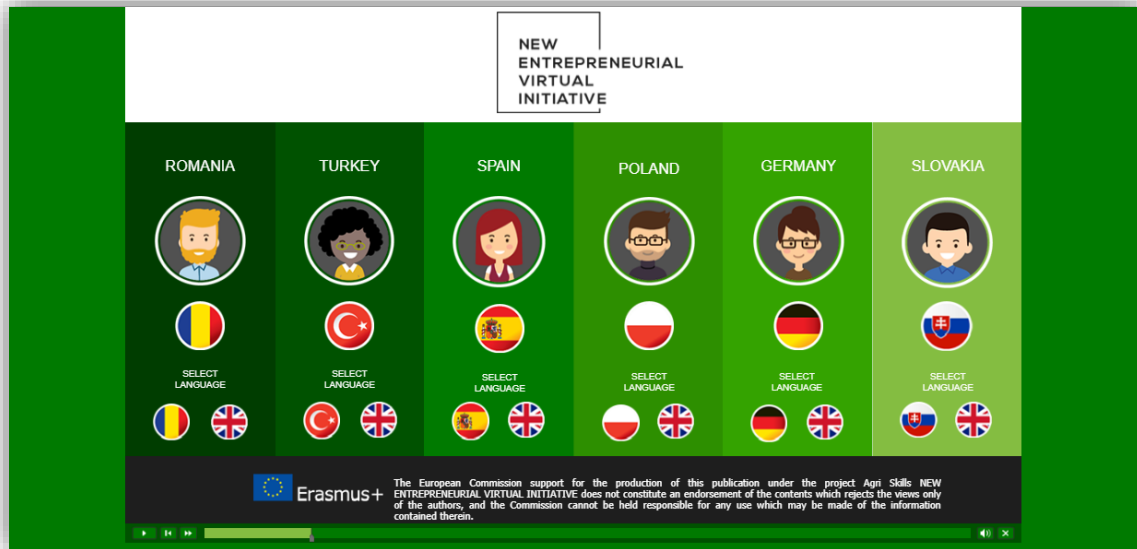 NEW
ENTREPRENEURIAL
VIRTUAL
INITIATIVE
ROMANIA
TURKEY
SPAIN
POLAND
GERMANY
SLOVAKIA
SELECT
LANGUAGE
SELECT
LANGUAGE
SELECT
LANGUAGE
SELECT
LANGUAGE
SELECT
LANGUAGE
SELECT
LANGUAGE
Erasmus+
The European Commission support for the production of this publication under the project Agri Skills NEW
ENTREPRENEURIAL VIRTUAL INITIATIVE does not constitute an endorsement of the contents which rejects the views only
of the authors, and the Commission cannot be held responsible for any use which may be made of the information
contained therein.